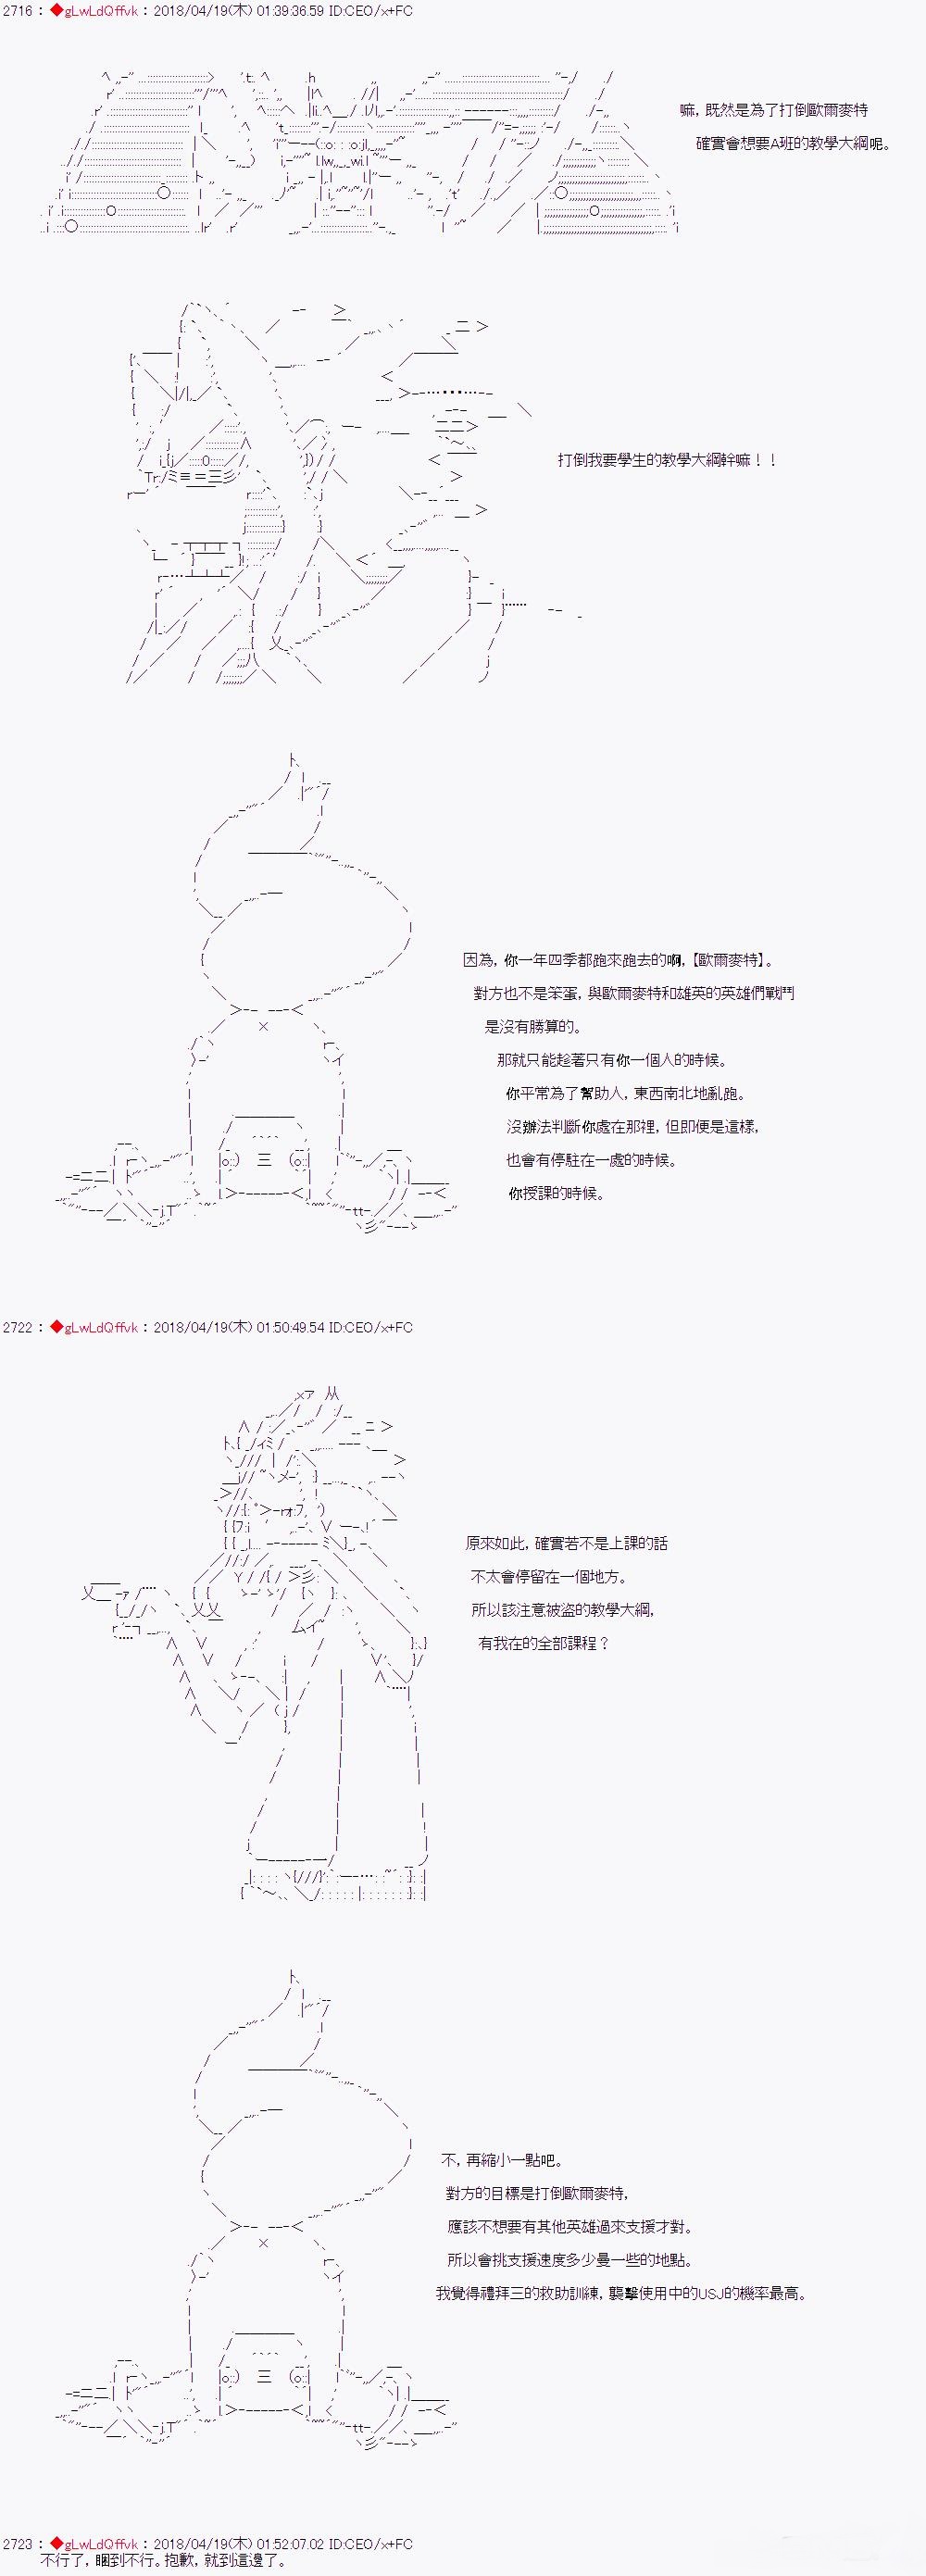 2716 : ◆gLwLdQffvk : 2018/04/19(木) 01:39:36.59 ID:CEO/x+FC
嘛，既然是為了打倒歐爾麥特
確實會想要A班的教學大綱呢。
打倒我要學生的教學大綱幹嘛！！
因為，你一年四季都跑來跑去的啊，【歐爾麥特】。
對方也不是笨蛋，與歐爾麥特和雄英的英雄們戰鬥
是沒有勝算的。
那就只能趁著只有你一個人的時候。
你平常為了幫助人，東西南北地亂跑。
沒辦法判斷你處在那裡，但即便是這樣，
也會有停駐在一處的時候。
你授課的時候。
2722 : ◆gLwLdQffvk : 2018/04/19(木) 01:50:49.54 ID:CEO/x+FC
原來如此，確實若不是上課的話
不太會停留在一個地方。
所以該注意被盜的教學大綱，
有我在的全部課程？
不，再縮小一點吧。
對方的目標是打倒歐爾麥特，
應該不想要有其他英雄過來支援才對。
所以會挑支援速度多少曼一些的地點。
我覺得禮拜三的救助訓練，襲擊使用中的USJ的機率最高。
2723 : ◆gLwLdQffvk : 2018/04/19(木) 01:52:07.02 ID:CEO/x+FC
不行了，睏到不行。抱歉，就到這邊了。